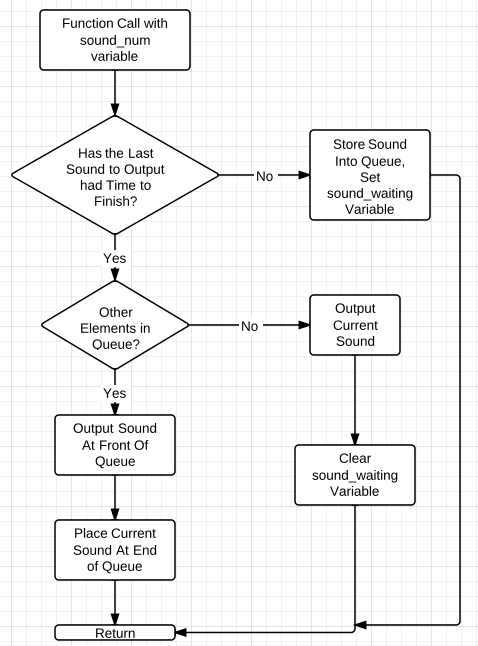 Function Call with
sound_num
variable
Has the Last
Sound to Output
had Time to
Finish?
No
Store Sound
Into Queue,
Set
sound_waiting
Variable
Yes
Other
Elements in
Queue?
No
Output
Current
Sound
Yes
Output Sound
At Front Of
Queue
Clear
sound_waiting
Variable
Place Current
Sound At End
of Queue
Return